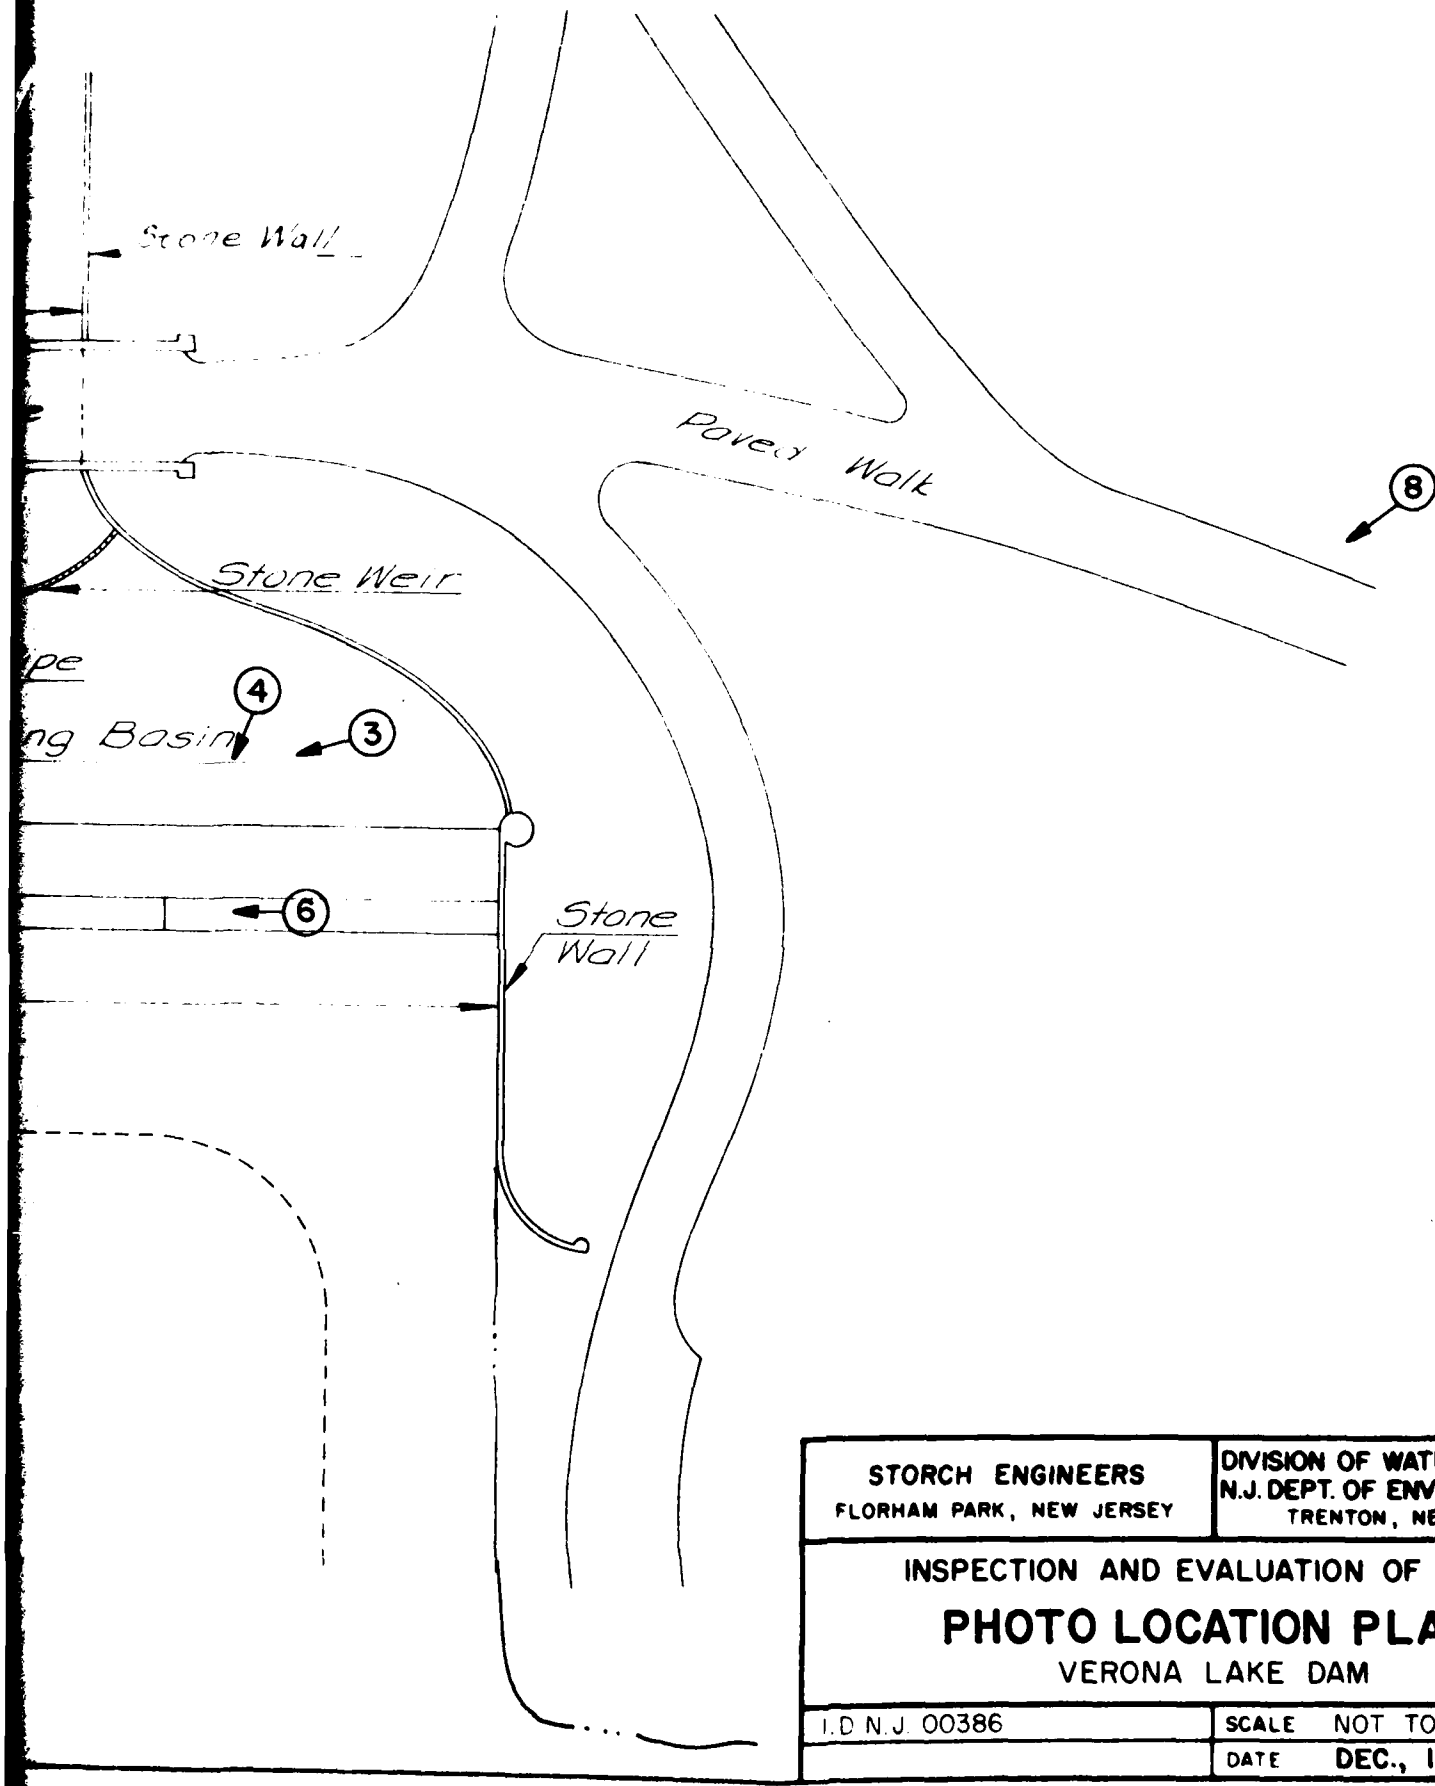 Stone Wall
Paved Walk
8
Stone Weir
pe
4
ng Basin
3
6
Stone
Wall
STORCH ENGINEERS
FLORHAM PARK, NEW JERSEY
DIVISION OF WAT
N.J. DEPT. OF ENV
TRENTON, NE
INSPECTION AND EVALUATION OF
PHOTO LOCATION PLA
VERONA LAKE DAM
I.D N.J. 00386
SCALE NOT TO
DATE DEC., 1